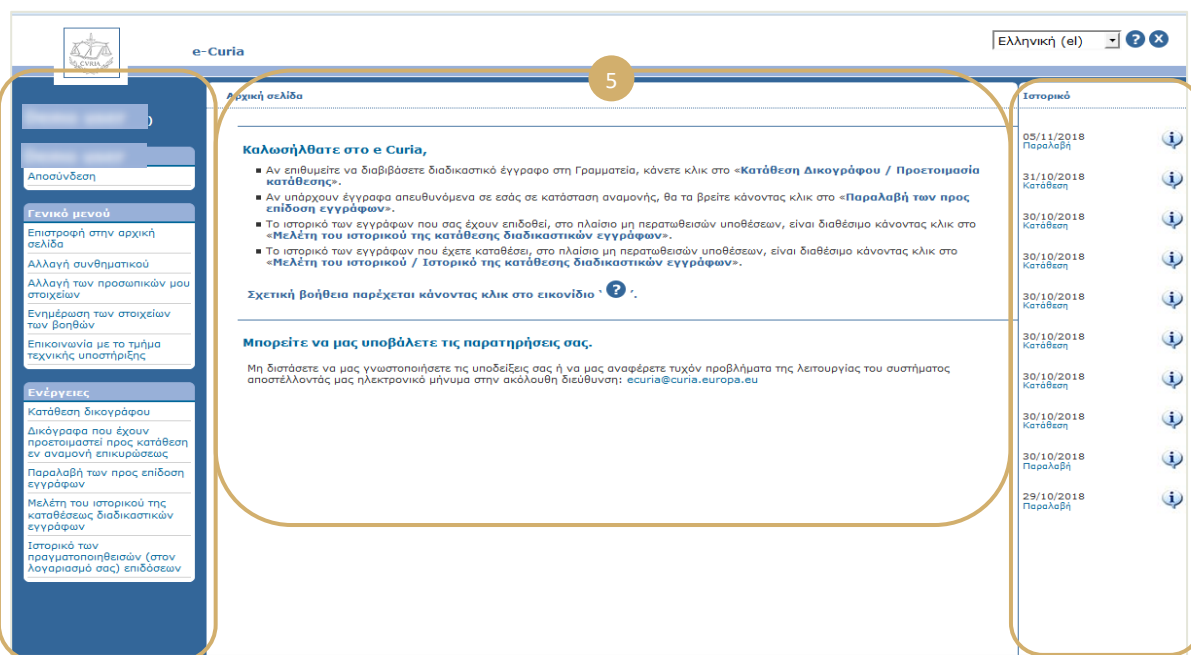 CVRIA
e-Curia
Ελληνική (el)
?
X
5
)
Αποσύνδεση
Γενικό μενού
Επιστροφή στην αρχική
σελίδα
Αλλαγή συνθηματικού
Αλλαγή των προσωπικών μου
στοιχείων
Ενημέρωση των στοιχείων
των βοηθών
Επικοινωνία με το τμήμα
τεχνικής υποστήριξης
Ενέργειες
Κατάθεση δικογράφου
Δικόγραφα που έχουν
προετοιμαστεί προς κατάθεση
εν αναμονή επικυρώσεως
Παραλαβή των προς επίδοση
εγγράφων
Μελέτη του ιστορικού της
καταθέσεως διαδικαστικών
εγγράφων
Ιστορικό των
πραγματοποιηθεισών (στον
λογαριασμό σας) επιδόσεων
Αρχική σελίδα
Καλωσήλθατε στο e Curia,
▪ Αν επιθυμείτε να διαβιβάσετε διαδικαστικό έγγραφο στη Γραμματεία, κάνετε κλικ στο «Κατάθεση Δικογράφου / Προετοιμασία
κατάθεσης».
▪ Αν υπάρχουν έγγραφα απευθυνόμενα σε εσάς σε κατάσταση αναμονής, θα τα βρείτε κάνοντας κλικ στο «Παραλαβή των προς
επίδοση εγγράφων».
▪ Το ιστορικό των εγγράφων που σας έχουν επιδοθεί, στο πλαίσιο μη περατωθεισών υποθέσεων, είναι διαθέσιμο κάνοντας κλικ στο
«Μελέτη του ιστορικού της κατάθεσης διαδικαστικών εγγράφων».
▪ Το ιστορικό των εγγράφων που έχετε καταθέσει, στο πλαίσιο μη περατωθεισών υποθέσεων, είναι διαθέσιμο κάνοντας κλικ στο
«Μελέτη του ιστορικού / Ιστορικό της κατάθεσης διαδικαστικών εγγράφων».
Σχετική βοήθεια παρέχεται κάνοντας κλικ στο εικονίδιο ‘ ? ’.
Μπορείτε να μας υποβάλετε τις παρατηρήσεις σας.
Μη διστάσετε να μας γνωστοποιήσετε τις υποδείξεις σας ή να μας αναφέρετε τυχόν προβλήματα της λειτουργίας του συστήματος
αποστέλλοντάς μας ηλεκτρονικό μήνυμα στην ακόλουθη διεύθυνση: ecuria@curia.europa.eu
Ιστορικό
05/11/2018
Παραλαβή
31/10/2018
Κατάθεση
30/10/2018
Κατάθεση
30/10/2018
Κατάθεση
30/10/2018
Κατάθεση
30/10/2018
Κατάθεση
30/10/2018
Κατάθεση
30/10/2018
Κατάθεση
30/10/2018
Παραλαβή
29/10/2018
Παραλαβή